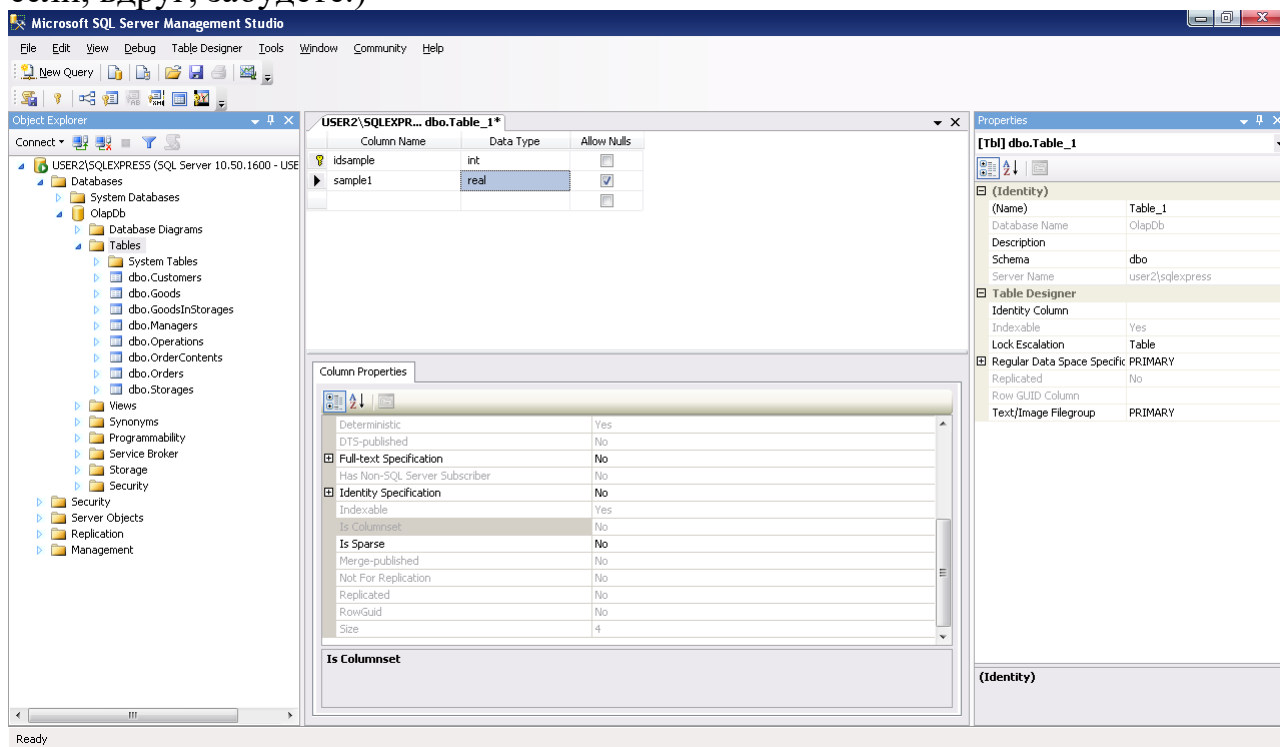 если, вдруг, забудете.)
Microsoft SQL Server Management Studio
File Edit View Debug Table Designer Tools Window Community Help
New Query
Object Explorer
Connect
USER2\SQLEXPRESS (SQL Server 10.50.1600 - USE
Databases
System Databases
OlapDb
Database Diagrams
Tables
System Tables
dbo.Customers
dbo.Goods
dbo.GoodsInStorages
dbo.Managers
dbo.Operations
dbo.OrderContents
dbo.Orders
dbo.Storages
Views
Synonyms
Programmability
Service Broker
Storage
Security
Security
Server Objects
Replication
Management
USER2\SQLEXPR... dbo.Table_1*
Column Name Data Type Allow Nulls
idsample int
sample1 real
Column Properties
Deterministic Yes
DTS-published No
Full-text Specification No
Has Non-SQL Server Subscriber No
Identity Specification No
Indexable Yes
Is Columnset No
Is Sparse No
Merge-published No
Not For Replication No
Replicated No
RowGuid No
Size 4
Is Columnset
Properties
[Tbl] dbo.Table_1
(Identity)
(Name) Table_1
Database Name OlapDb
Description
Schema dbo
Server Name user2\sqlexpress
Table Designer
Identity Column
Indexable Yes
Lock Escalation Table
Regular Data Space Specific PRIMARY
Replicated No
Row GUID Column
Text/Image Filegroup PRIMARY
(Identity)
Ready